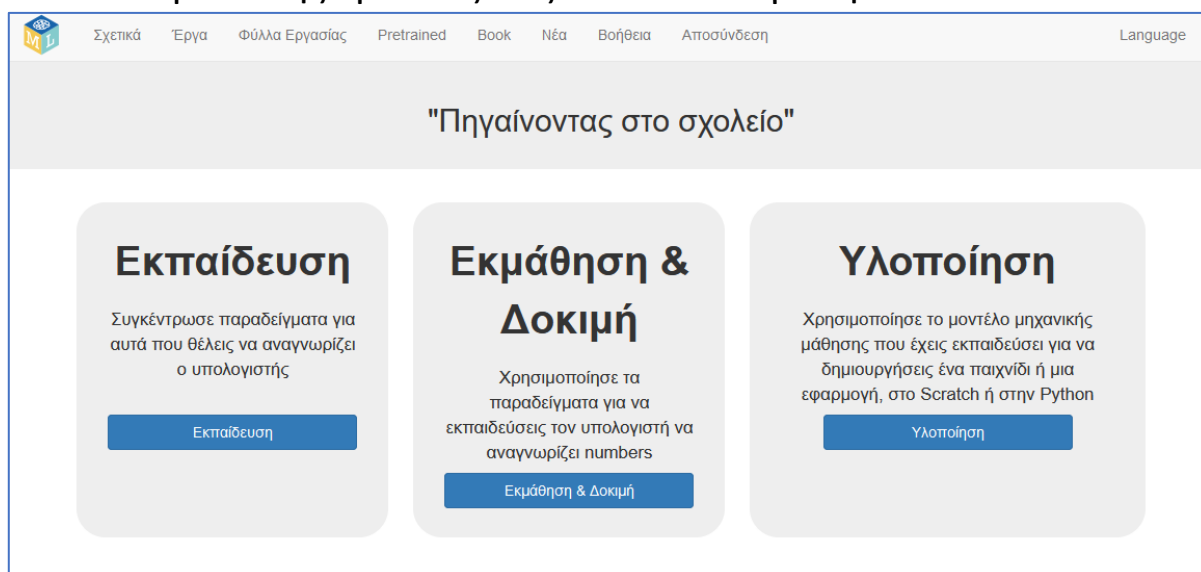 ML
Σχετικά Έργα Φύλλα Εργασίας Pretrained Book Νέα Βοήθεια Αποσύνδεση Language
"Πηγαίνοντας στο σχολείο"
Εκπαίδευση
Συγκέντρωσε παραδείγματα για
αυτά που θέλεις να αναγνωρίζει
ο υπολογιστής
Εκπαίδευση
Εκμάθηση &
Δοκιμή
Χρησιμοποίησε τα
παραδείγματα για να
εκπαιδεύσεις τον υπολογιστή να
αναγνωρίζει numbers
Εκμάθηση & Δοκιμή
Υλοποίηση
Χρησιμοποίησε το μοντέλο μηχανικής
μάθησης που έχεις εκπαιδεύσει για να
δημιουργήσεις ένα παιχνίδι ή μια
εφαρμογή, στο Scratch ή στην Python
Υλοποίηση